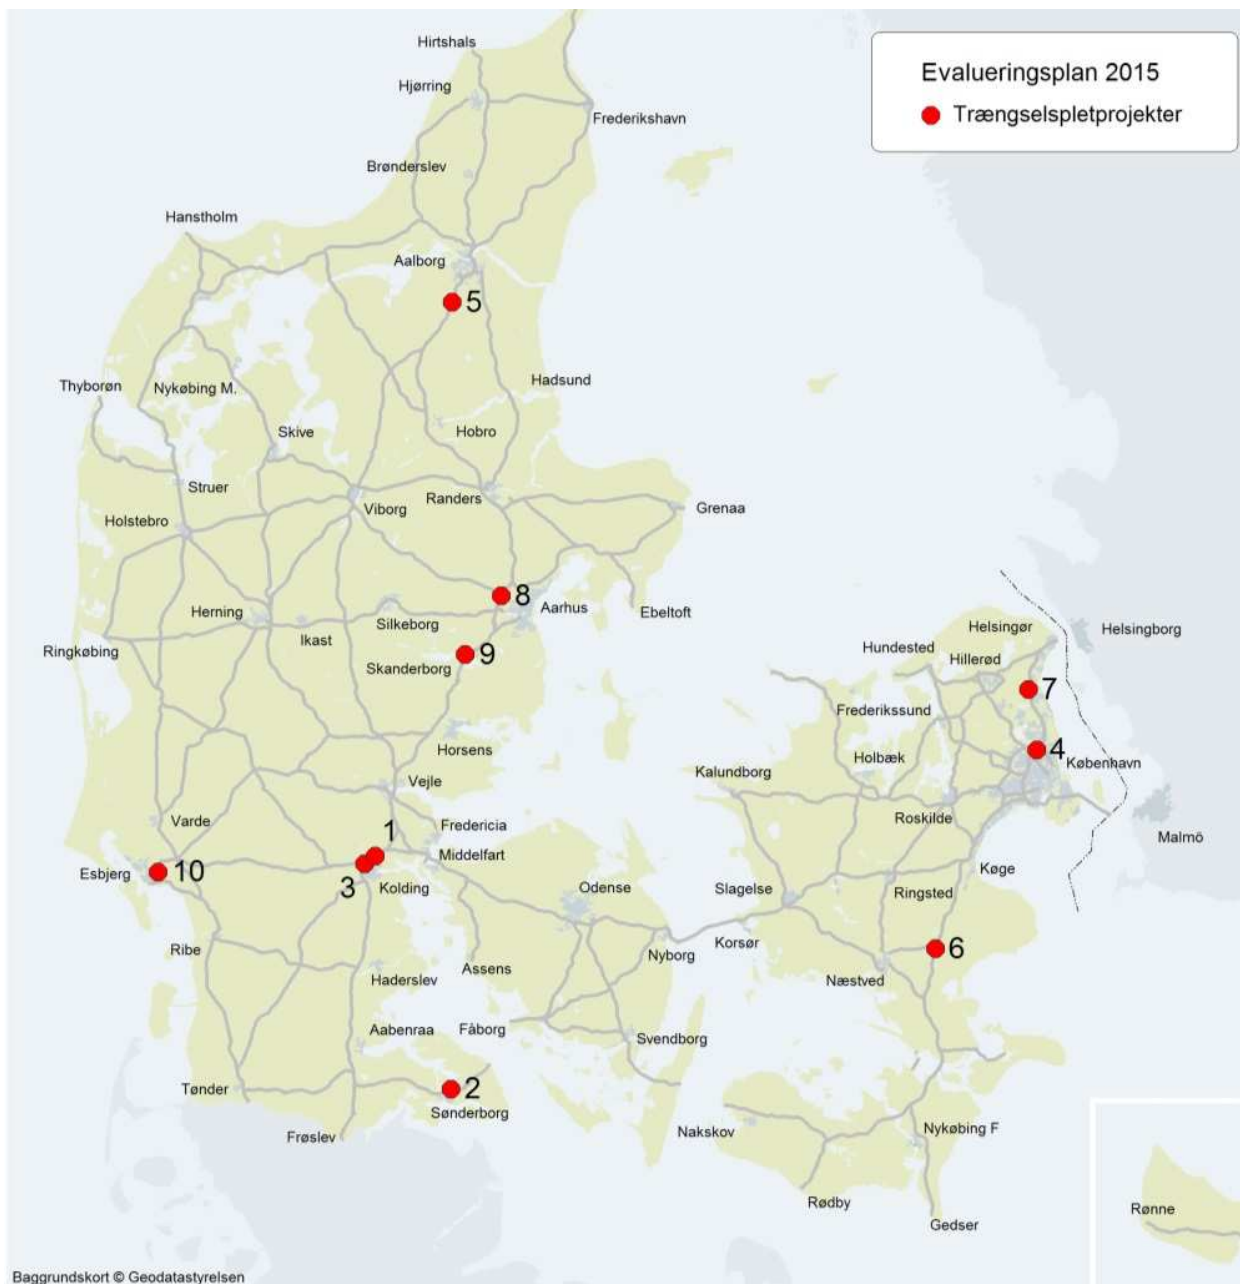 Hirtshals
Evalueringsplan 2015
Trængselspletprojekter
Hjørring
Frederikshavn
Brønderslev
Hanstholm
Aalborg
5
Thyborøn
Nykøbing M.
Hadsund
Skive
Hobro
Struer
Randers
Viborg
Grenaa
Holstebro
8
Aarhus
Herning
Silkeborg
Ebeltoft
Ikast
Ringkøbing
9
Skanderborg
Helsingør
Helsingborg
Hundested
Hillerød
7
Frederikssund
Horsens
4
København
Holbæk
Kalundborg
Vejle
Varde
Fredericia
Roskilde
Malmö
1
Middelfart
Esbjerg
10
3
Kolding
Odense
Slagelse
Køge
Ringsted
Korsør
Ribe
Nyborg
6
Assens
Næstved
Haderslev
Aabenraa
Fåborg
Svendborg
Tønder
2
Sønderborg
Frøslev
Nakskov
Nykøbing F
Rødby
Gedser
Rønne
Baggrundskort © Geodatastyrelsen